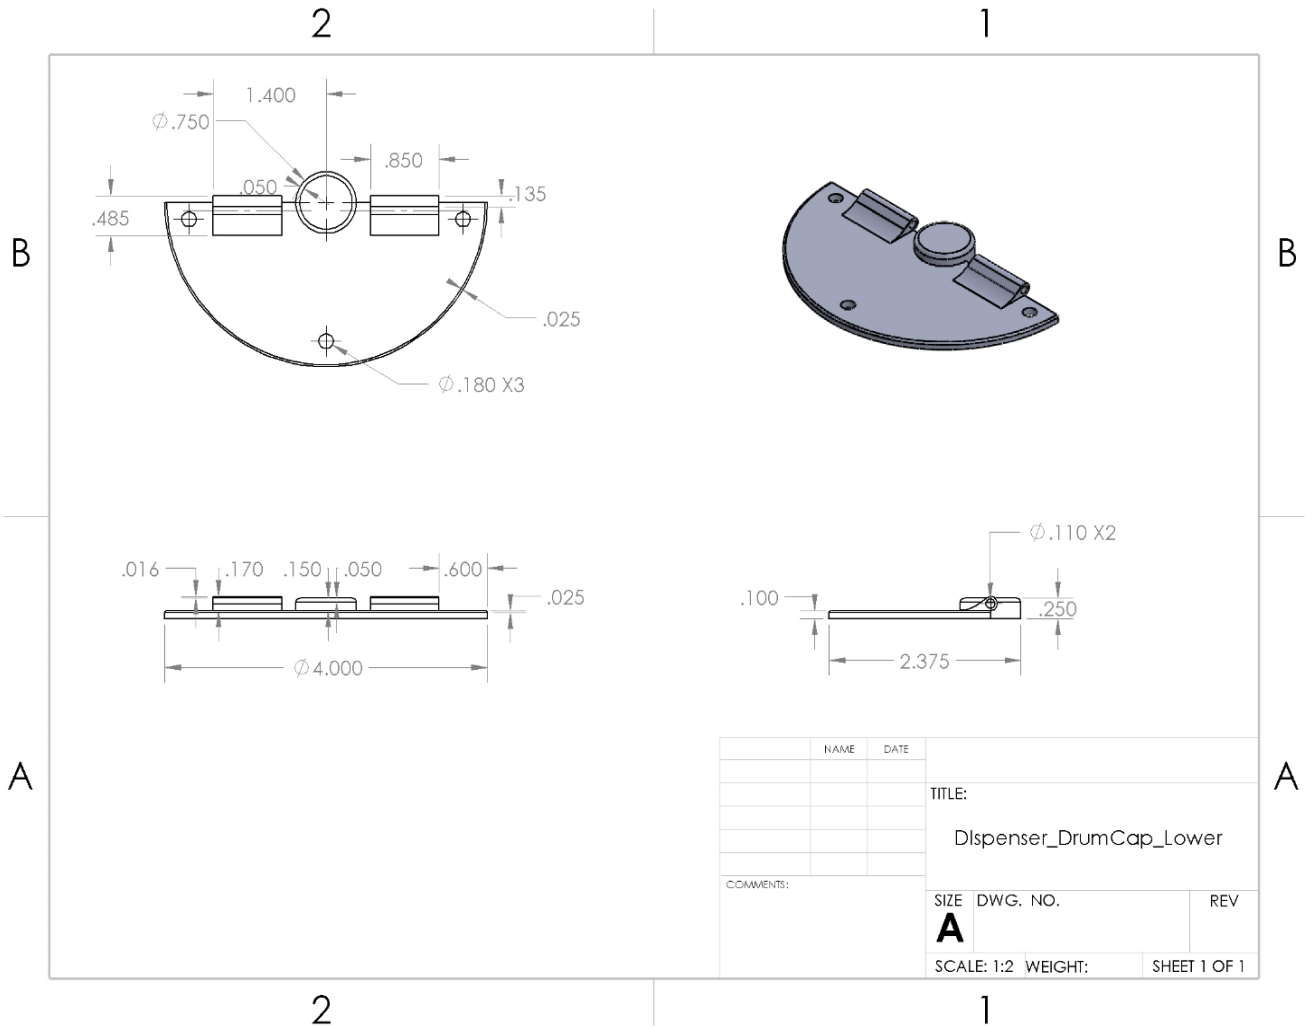 2
1
1.400
∅.750
.850
.050
.135
.485
B
B
.025
∅.180 X3
∅.110 X2
.016
.170
.150
.050
.600
.025
.100
.250
∅4.000
2.375
NAME
DATE
A
A
TITLE:
DIspenser_DrumCap_Lower
COMMENTS:
SIZE
DWG. NO.
REV
A
SCALE: 1:2
WEIGHT:
SHEET 1 OF 1
2
1